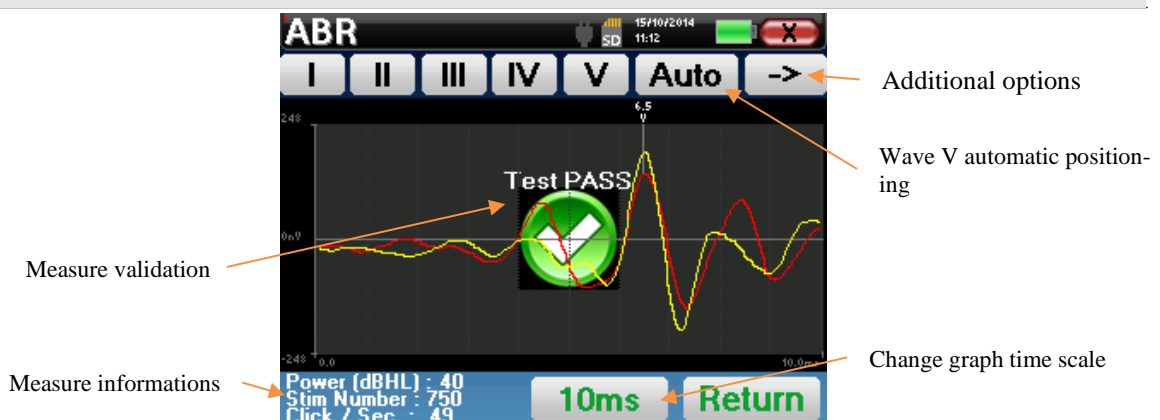 ABR
SD
15/10/2014
11:12
X
I II III IV V Auto ->
Additional options
6.5
V
248
Wave V automatic position-
ing
Test PASS
0nV
Measure validation
-248
0.0
10.0ms
Change graph time scale
Measure informations
Power (dBHL) : 40
Stim Number : 750
Click / Sec. : 49
10ms
Return